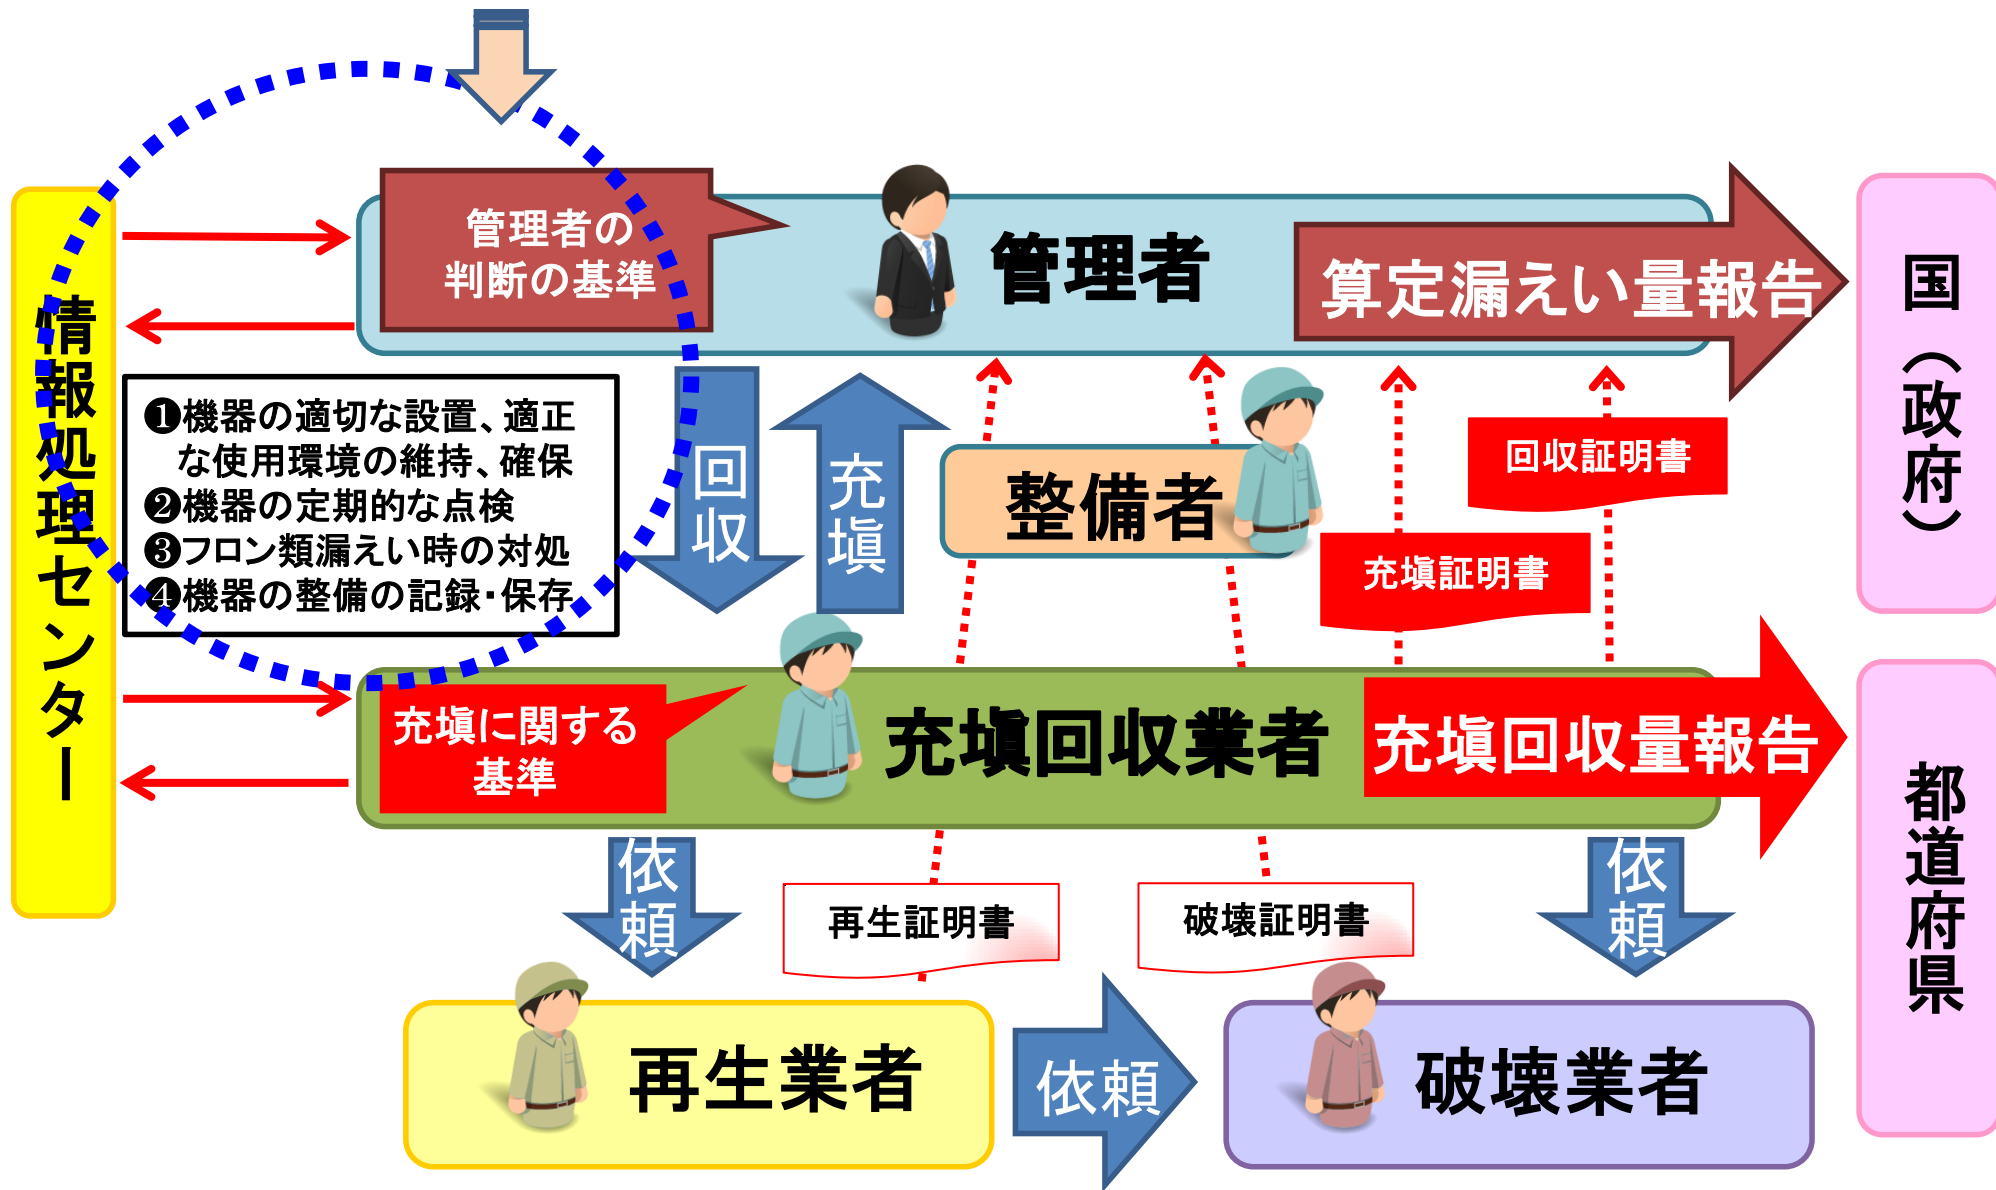 情報処理センター
管理者の
判断の基準
管理者
算定漏えい量報告
国（政府）
❶機器の適切な設置、適正
な使用環境の維持、確保
❷機器の定期的な点検
❸フロン類漏えい時の対処
❹機器の整備の記録・保存
回収
充塡
整備者
回収証明書
充塡証明書
充塡に関する
基準
充塡回収業者
充塡回収量報告
都道府県
依頼
再生証明書
破壊証明書
依頼
再生業者
依頼
破壊業者